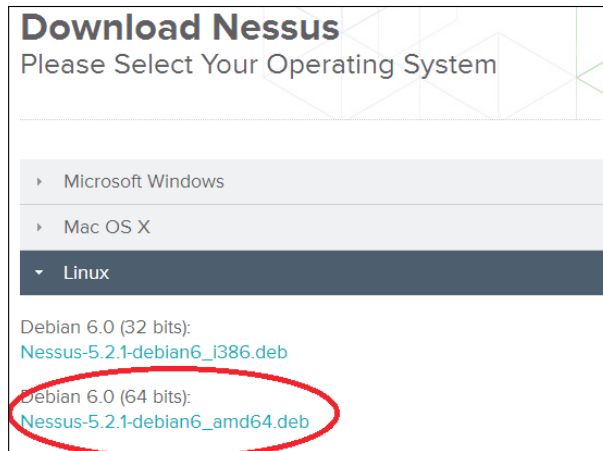 Download Nessus
Please Select Your Operating System
Microsoft Windows
Mac OS X
Linux
Debian 6.0 (32 bits):
Nessus-5.2.1-debian6_i386.deb
Debian 6.0 (64 bits):
Nessus-5.2.1-debian6_amd64.deb